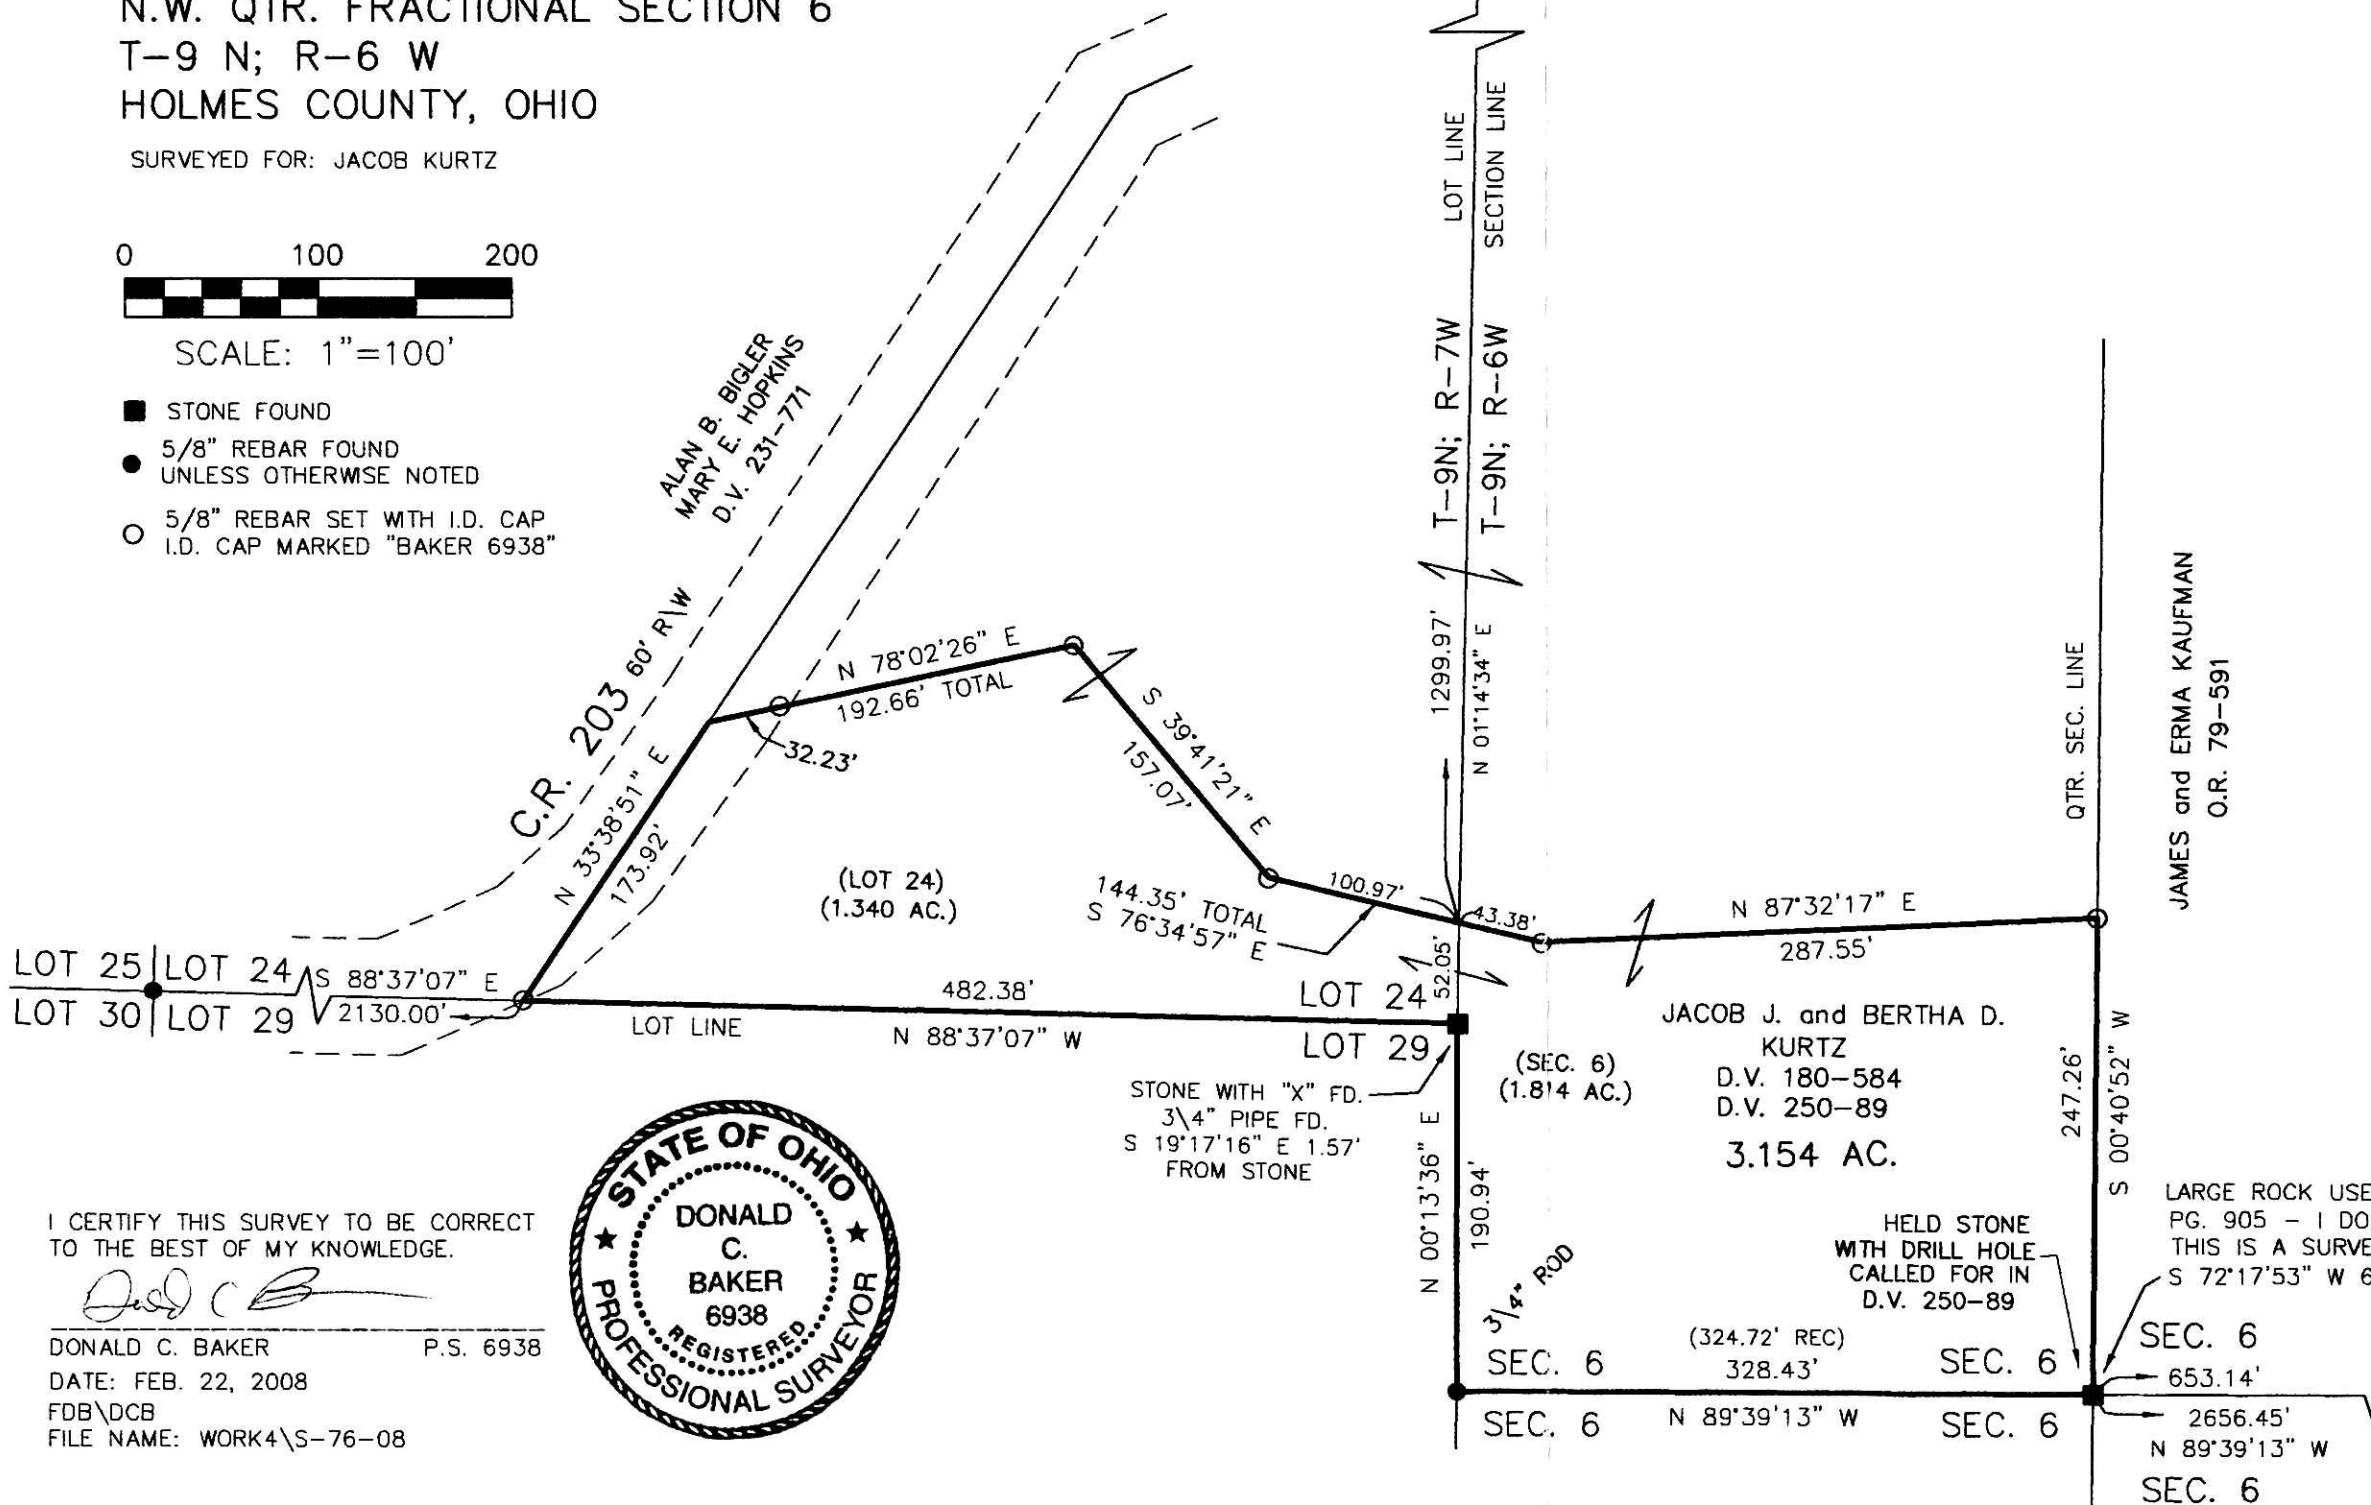 N.W. QTR. FRACTIONAL SECTION 6
T-9 N; R-6 W
HOLMES COUNTY, OHIO
SURVEYED FOR: JACOB KURTZ
0 100 200
SCALE: 1"=100'
STONE FOUND
5/8" REBAR FOUND
UNLESS OTHERWISE NOTED
5/8" REBAR SET WITH I.D. CAP
I.D. CAP MARKED "BAKER 6938"
ALAN B. BIGLER
MARY E. HOPKINS
D.V. 231-771
C.R. 203 60' R\W
N 33°38'51" E
173.92'
N 78°02'26" E
192.66' TOTAL
32.23'
S 39°41'21" E
157.07'
(LOT 24)
(1.340 AC.)
144.35' TOTAL
S 76°34'57" E
100.97'
43.38'
52.05'
LOT LINE
SECTION LINE
T-9N; R-7W
T-9N; R-6W
1299.97'
N 01°14'34" E
N 87°32'17" E
287.55'
QTR. SEC. LINE
JAMES and ERMA KAUFMAN
O.R. 79-591
LOT 25 LOT 24
LOT 30 LOT 29
S 88°37'07" E
2130.00'
482.38'
LOT LINE
N 88°37'07" W
LOT 24
LOT 29
STONE WITH "X" FD.
3\4" PIPE FD.
S 19°17'16" E 1.57'
FROM STONE
(SEC. 6)
(1.814 AC.)
JACOB J. and BERTHA D.
KURTZ
D.V. 180-584
D.V. 250-89
3.154 AC.
247.26'
S 00°40'52" W
N 00°13'36" E
190.94'
3/4" ROD
HELD STONE
WITH DRILL HOLE
CALLED FOR IN
D.V. 250-89
LARGE ROCK USE
PG. 905 - I DO
THIS IS A SURVE
S 72°17'53" W 6
SEC. 6
(324.72' REC)
328.43'
SEC. 6
SEC. 6
653.14'
SEC. 6
N 89°39'13" W
SEC. 6
2656.45'
N 89°39'13" W
SEC. 6
STATE OF OHIO
DONALD
C.
BAKER
6938
REGISTERED
PROFESSIONAL SURVEYOR
I CERTIFY THIS SURVEY TO BE CORRECT
TO THE BEST OF MY KNOWLEDGE.
DONALD C. BAKER P.S. 6938
DATE: FEB. 22, 2008
FDB\DCB
FILE NAME: WORK4\S-76-08